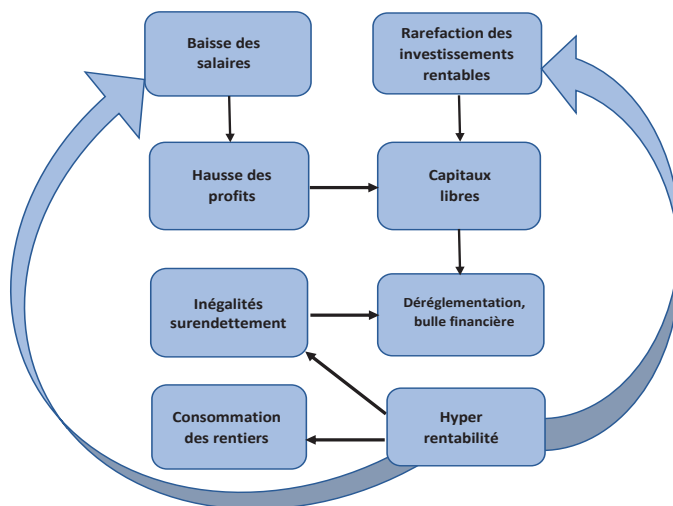 Baisse des
salaires
Rarefaction des
investissements
rentables
Hausse des
profits
Capitaux
libres
Inégalités
surendettement
Déréglementation,
bulle financière
Consommation
des rentiers
Hyper
rentabilité